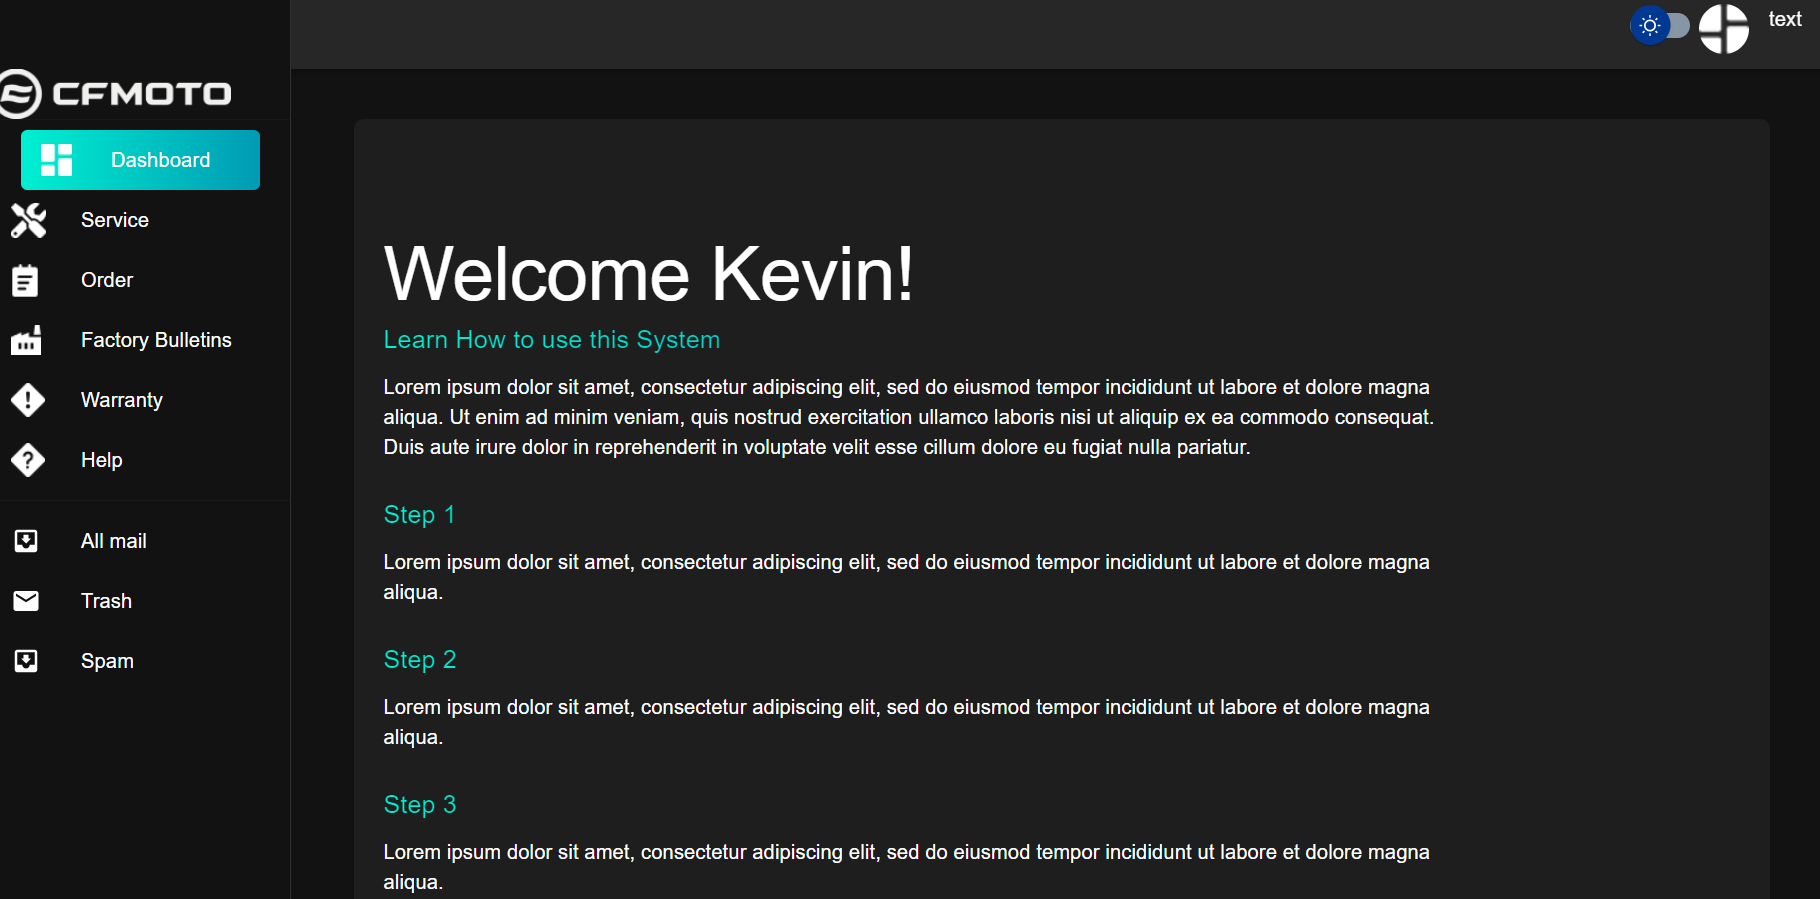 text
CFMOTO
Dashboard
Service
Order
Factory Bulletins
Warranty
Help
All mail
Trash
Spam
Welcome Kevin!
Learn How to use this System
Lorem ipsum dolor sit amet, consectetur adipiscing elit, sed do eiusmod tempor incididunt ut labore et dolore magna
aliqua. Ut enim ad minim veniam, quis nostrud exercitation ullamco laboris nisi ut aliquip ex ea commodo consequat.
Duis aute irure dolor in reprehenderit in voluptate velit esse cillum dolore eu fugiat nulla pariatur.
Step 1
Lorem ipsum dolor sit amet, consectetur adipiscing elit, sed do eiusmod tempor incididunt ut labore et dolore magna
aliqua.
Step 2
Lorem ipsum dolor sit amet, consectetur adipiscing elit, sed do eiusmod tempor incididunt ut labore et dolore magna
aliqua.
Step 3
Lorem ipsum dolor sit amet, consectetur adipiscing elit, sed do eiusmod tempor incididunt ut labore et dolore magna
aliqua.